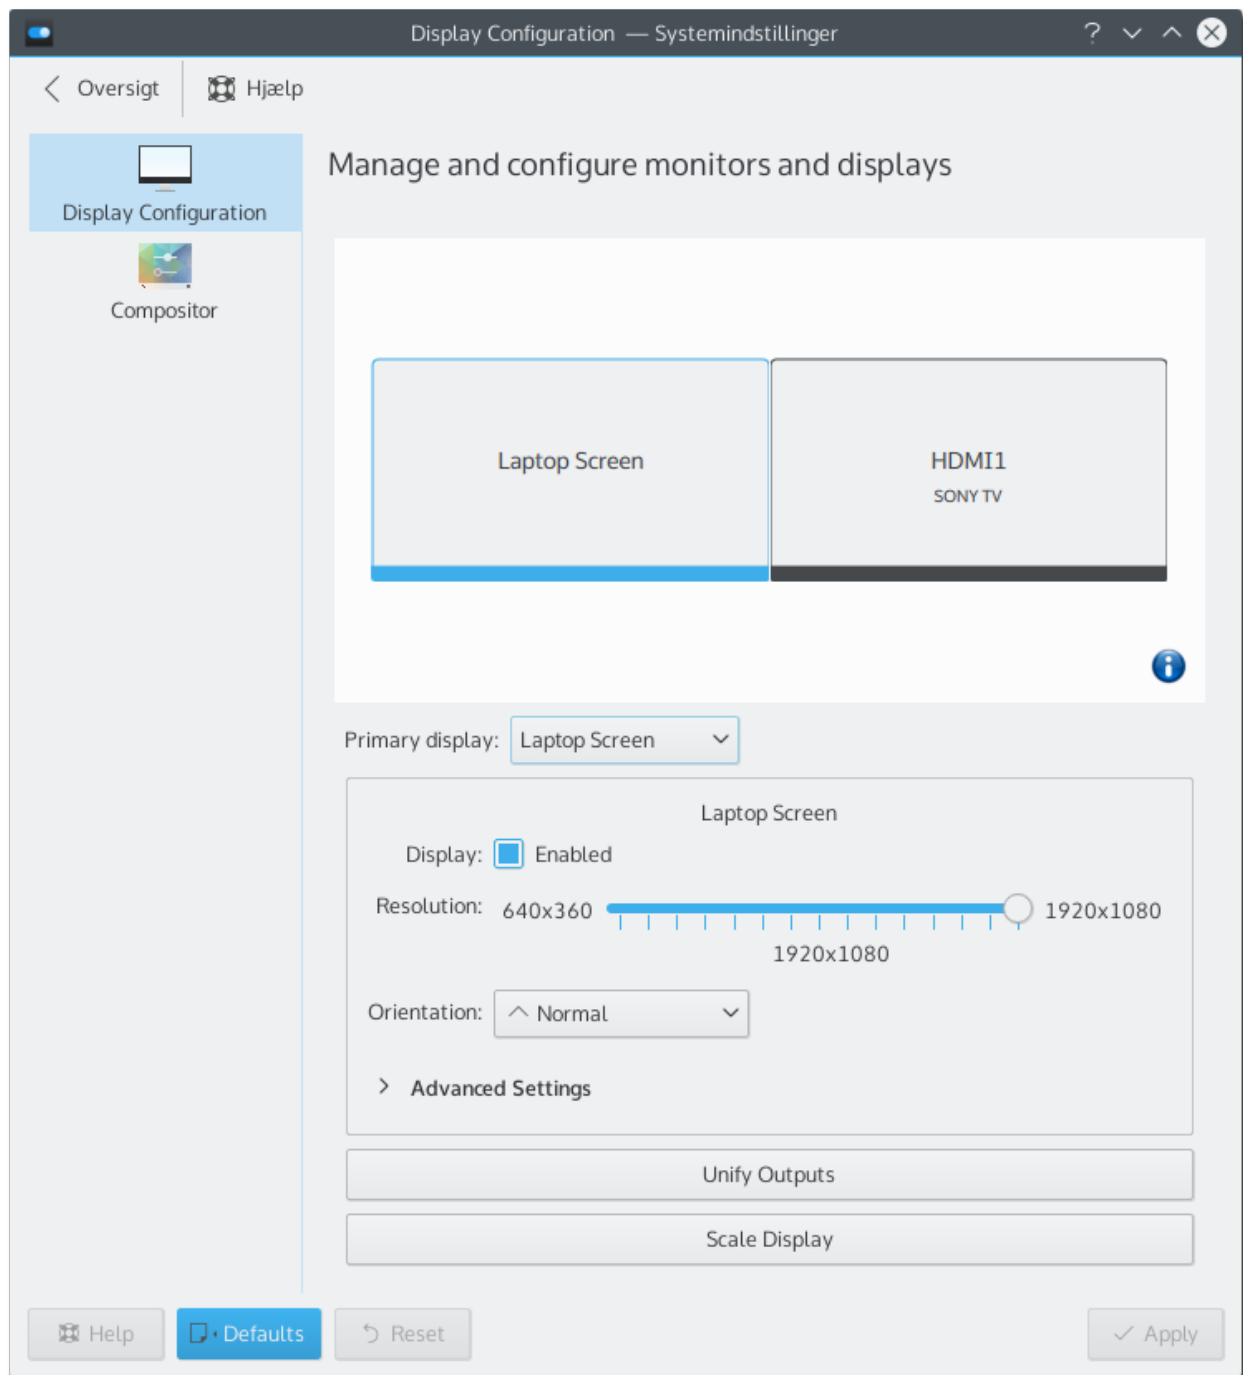 Display Configuration — Systemindstillinger
Oversigt
Hjælp
Display Configuration
Compositor
Manage and configure monitors and displays
Laptop Screen
HDMI1
SONY TV
Primary display: Laptop Screen
Laptop Screen
Display: Enabled
Resolution: 640x360 1920x1080
1920x1080
Orientation: Normal
Advanced Settings
Unify Outputs
Scale Display
Help
Defaults
Reset
Apply